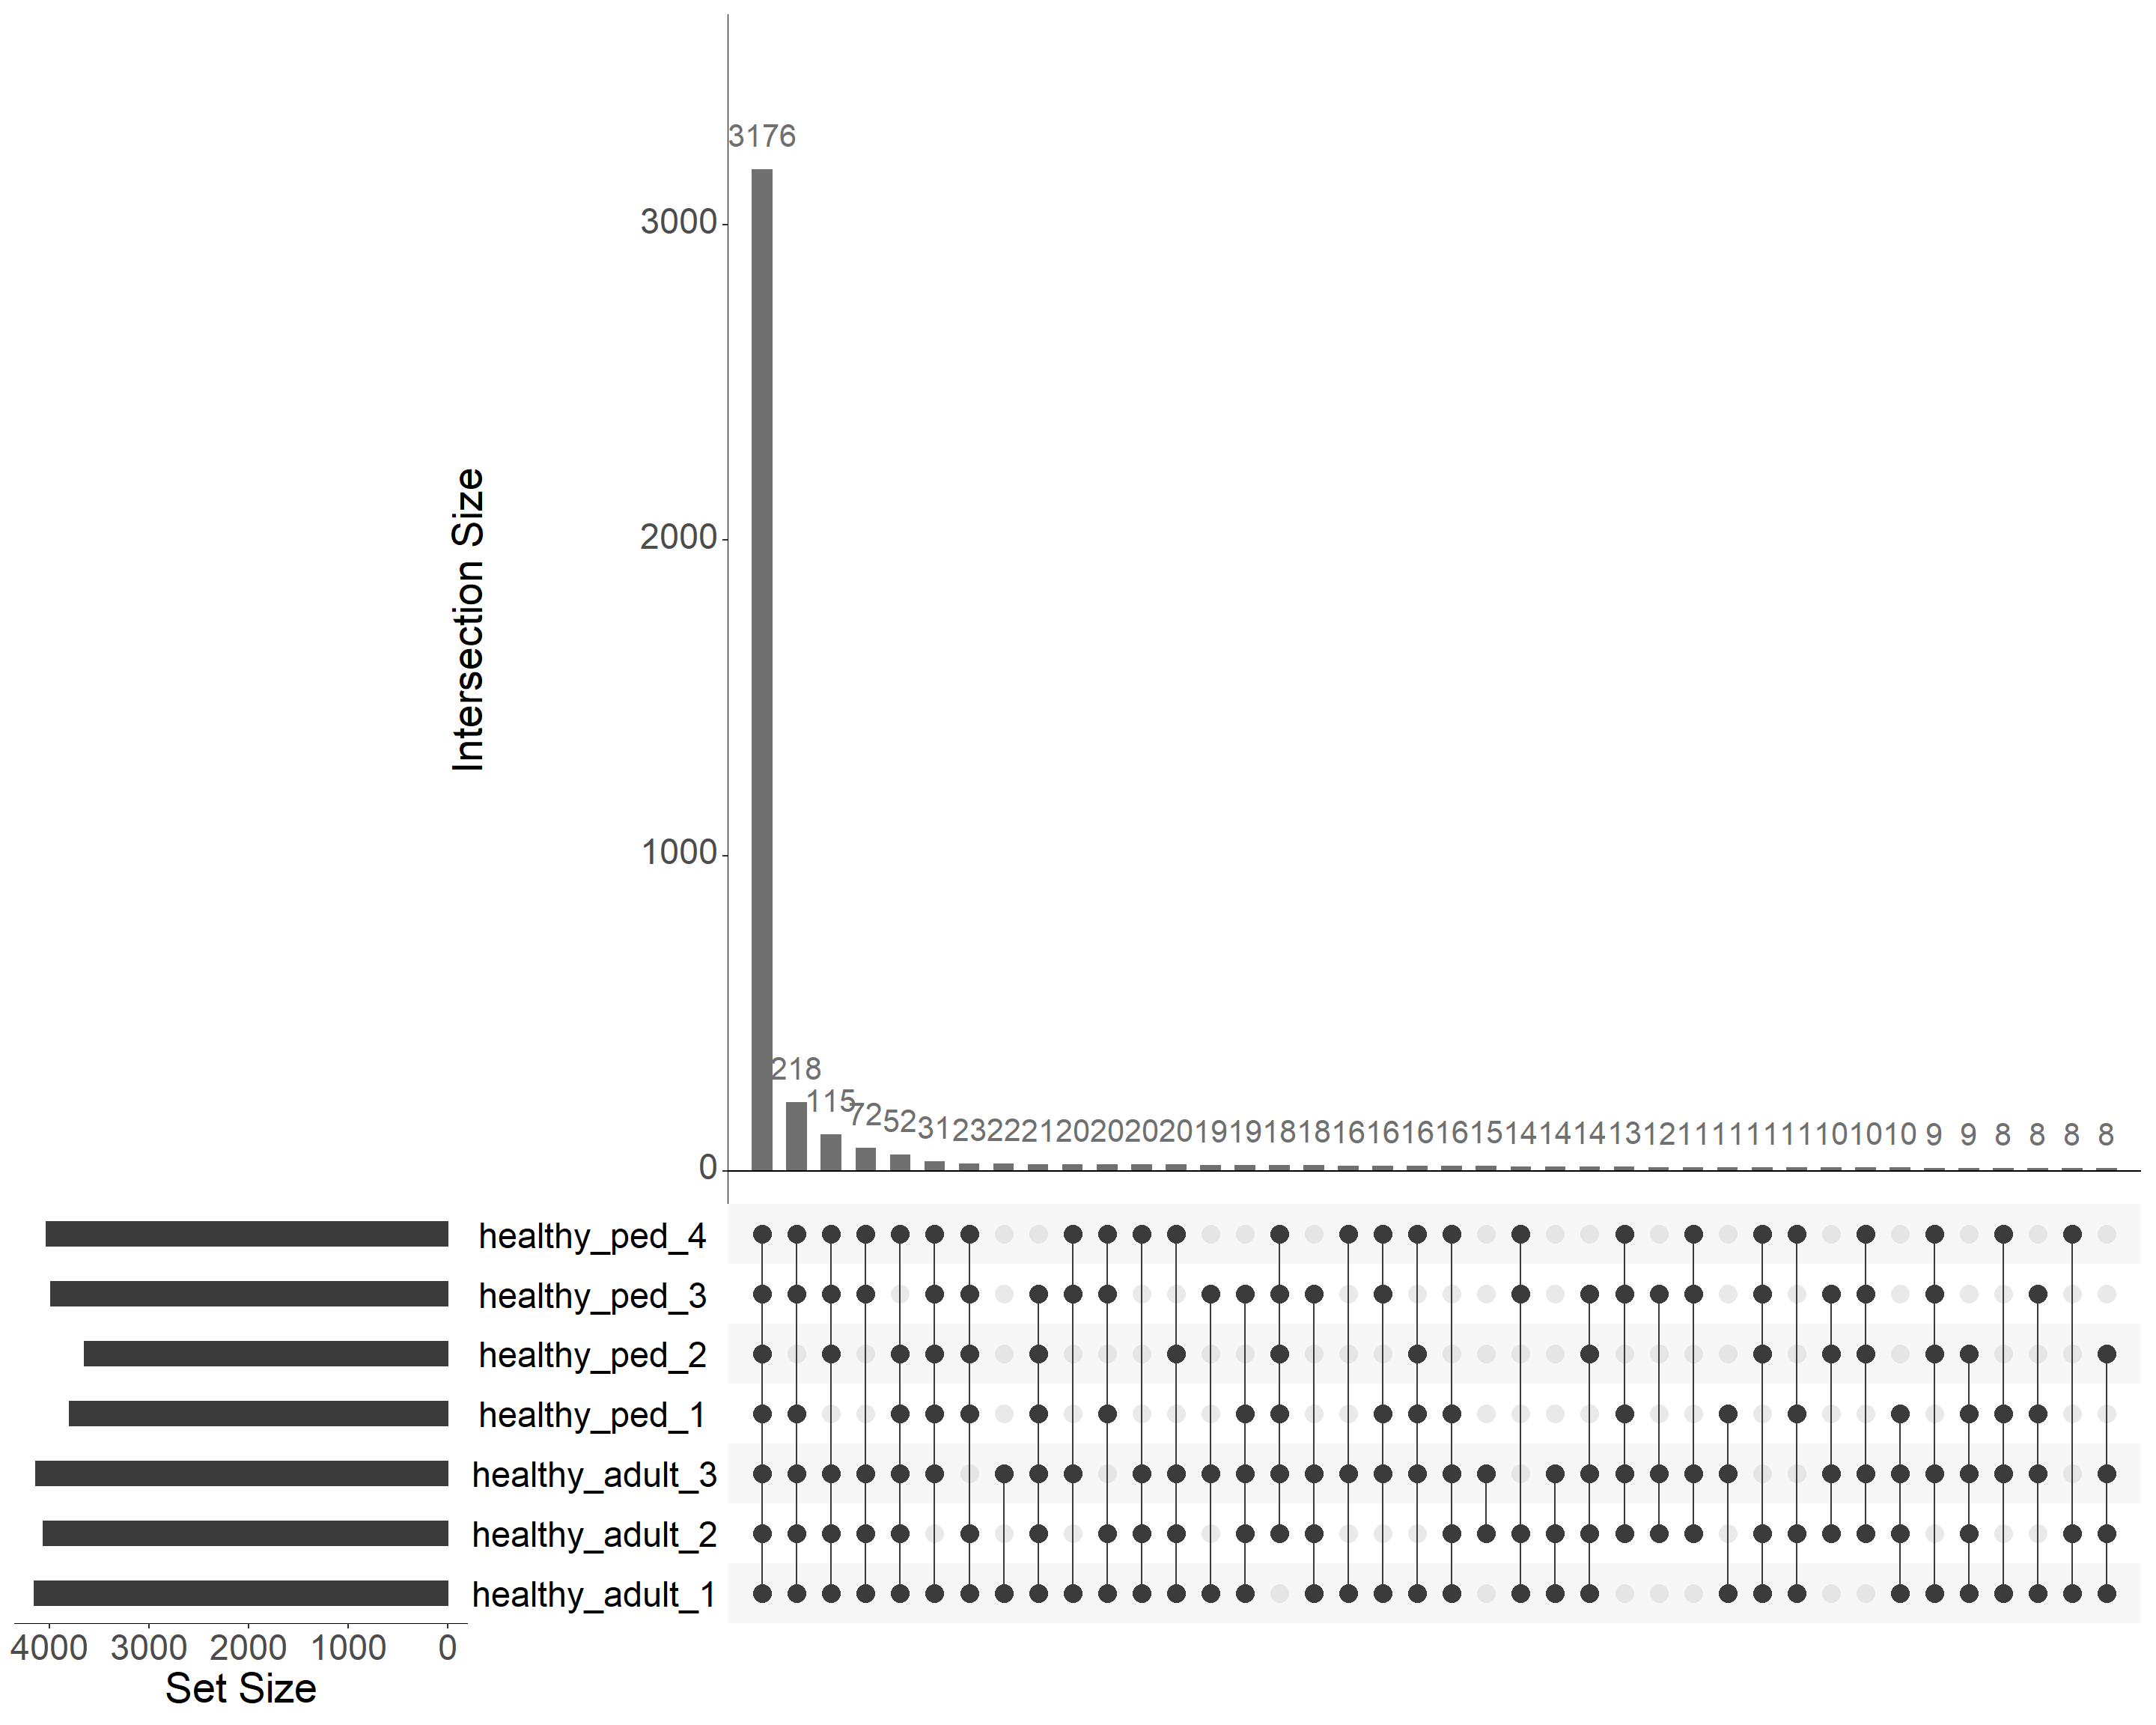 3176
3000
Intersection Size
2000
1000
218
115
72 52 31 23 22 21 20 20 20 20 19 19 18 18 16 16 16 16 15 14 14 14 13 12 11 11 11 11 10 10 10 9 9 8 8 8 8
0
healthy_ped_4
healthy_ped_3
healthy_ped_2
healthy_ped_1
healthy_adult_3
healthy_adult_2
healthy_adult_1
4000 3000 2000 1000 0
Set Size